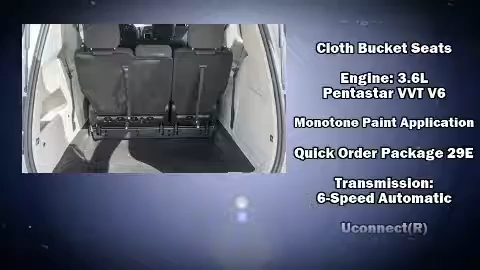 Cloth Bucket Seats
Engine: 3.6L
Pentastar VVT V6
Monotone Paint Application
Quick Order Package 29E
Transmission:
6-Speed Automatic
Uconnect(R)